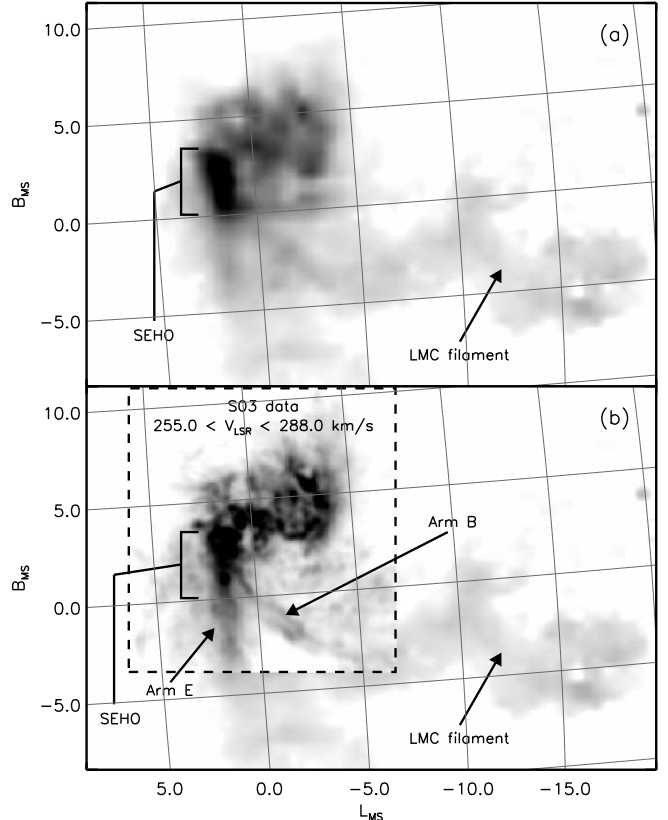 10.0
(a)
5.0
B_MS
0.0
-5.0
SEHO
LMC filament
10.0
S03 data
(b)
255.0 < V_LSR < 288.0 km/s
5.0
Arm B
B_MS
0.0
Arm E
-5.0
SEHO
LMC filament
5.0 0.0 -5.0 -10.0 -15.0
L_MS